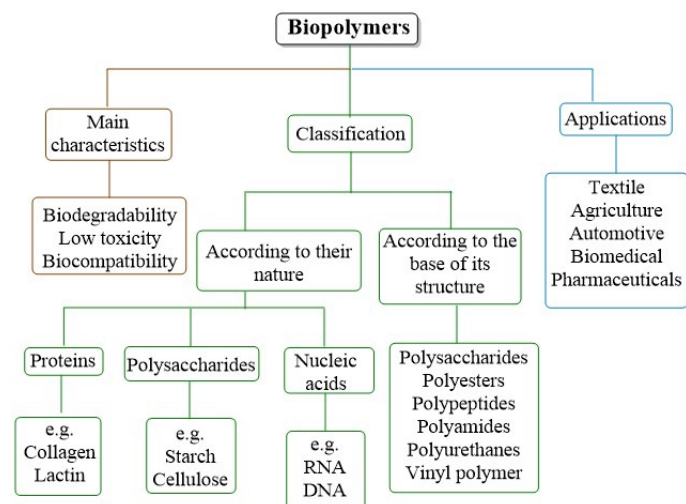 Biopolymers
Main
characteristics
Classification
Applications
Biodegradability
Low toxicity
Biocompatibility
Textile
Agriculture
Automotive
Biomedical
Pharmaceuticals
According to their
nature
According to the
base of its
structure
Proteins
Polysaccharides
Nucleic
acids
e.g.
Collagen
Lactin
e.g.
Starch
Cellulose
e.g.
RNA
DNA
Polysaccharides
Polyesters
Polypeptides
Polyamides
Polyurethanes
Vinyl polymer